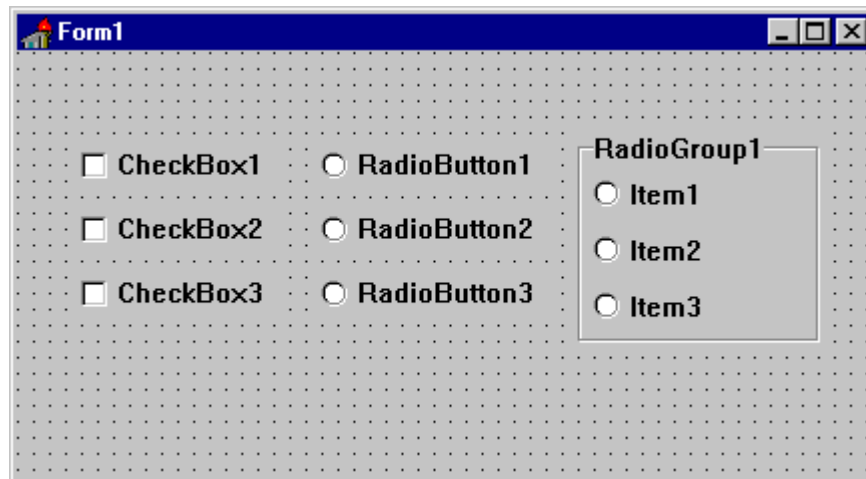 Form1
CheckBox1
CheckBox2
CheckBox3
RadioButton1
RadioButton2
RadioButton3
RadioGroup1
Item1
Item2
Item3